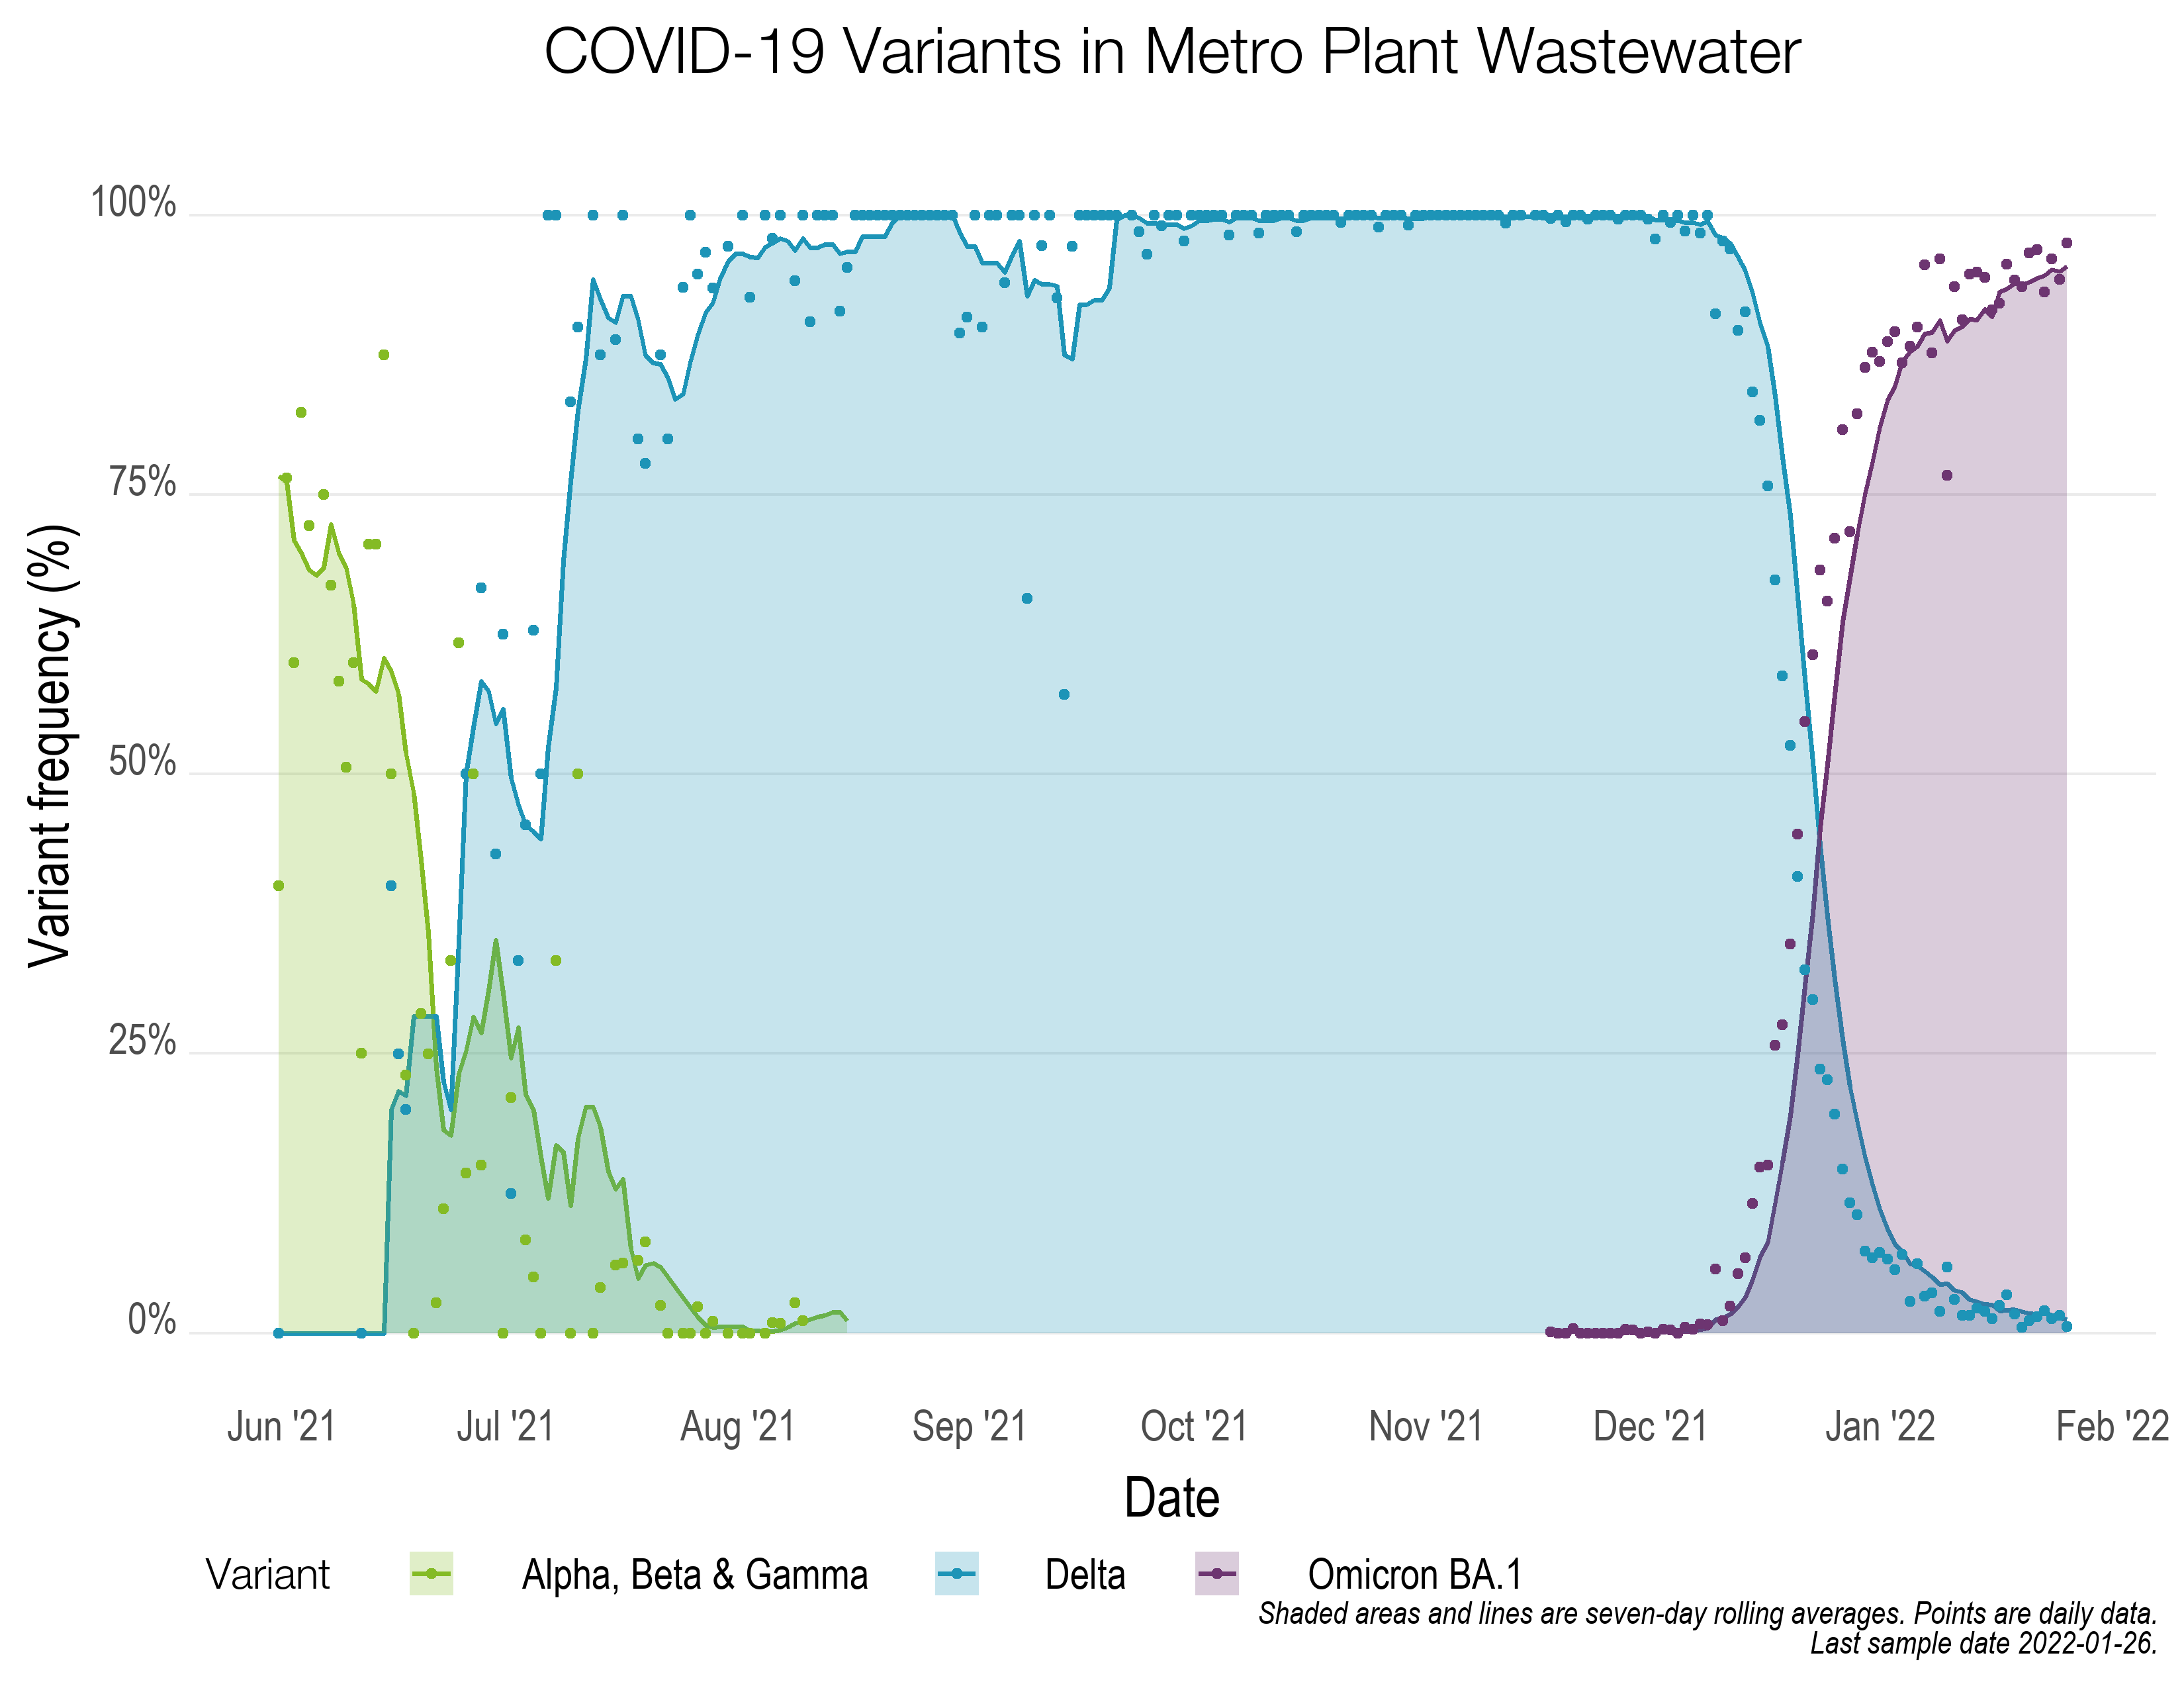 COVID-19 Variants in Metro Plant Wastewater
100%
75%
50%
25%
0%
Variant frequency (%)
Jun '21 Jul '21 Aug '21 Sep '21 Oct '21 Nov '21 Dec '21 Jan '22 Feb '22
Date
Variant Alpha, Beta & Gamma Delta Omicron BA.1
Shaded areas and lines are seven-day rolling averages. Points are daily data.
Last sample date 2022-01-26.